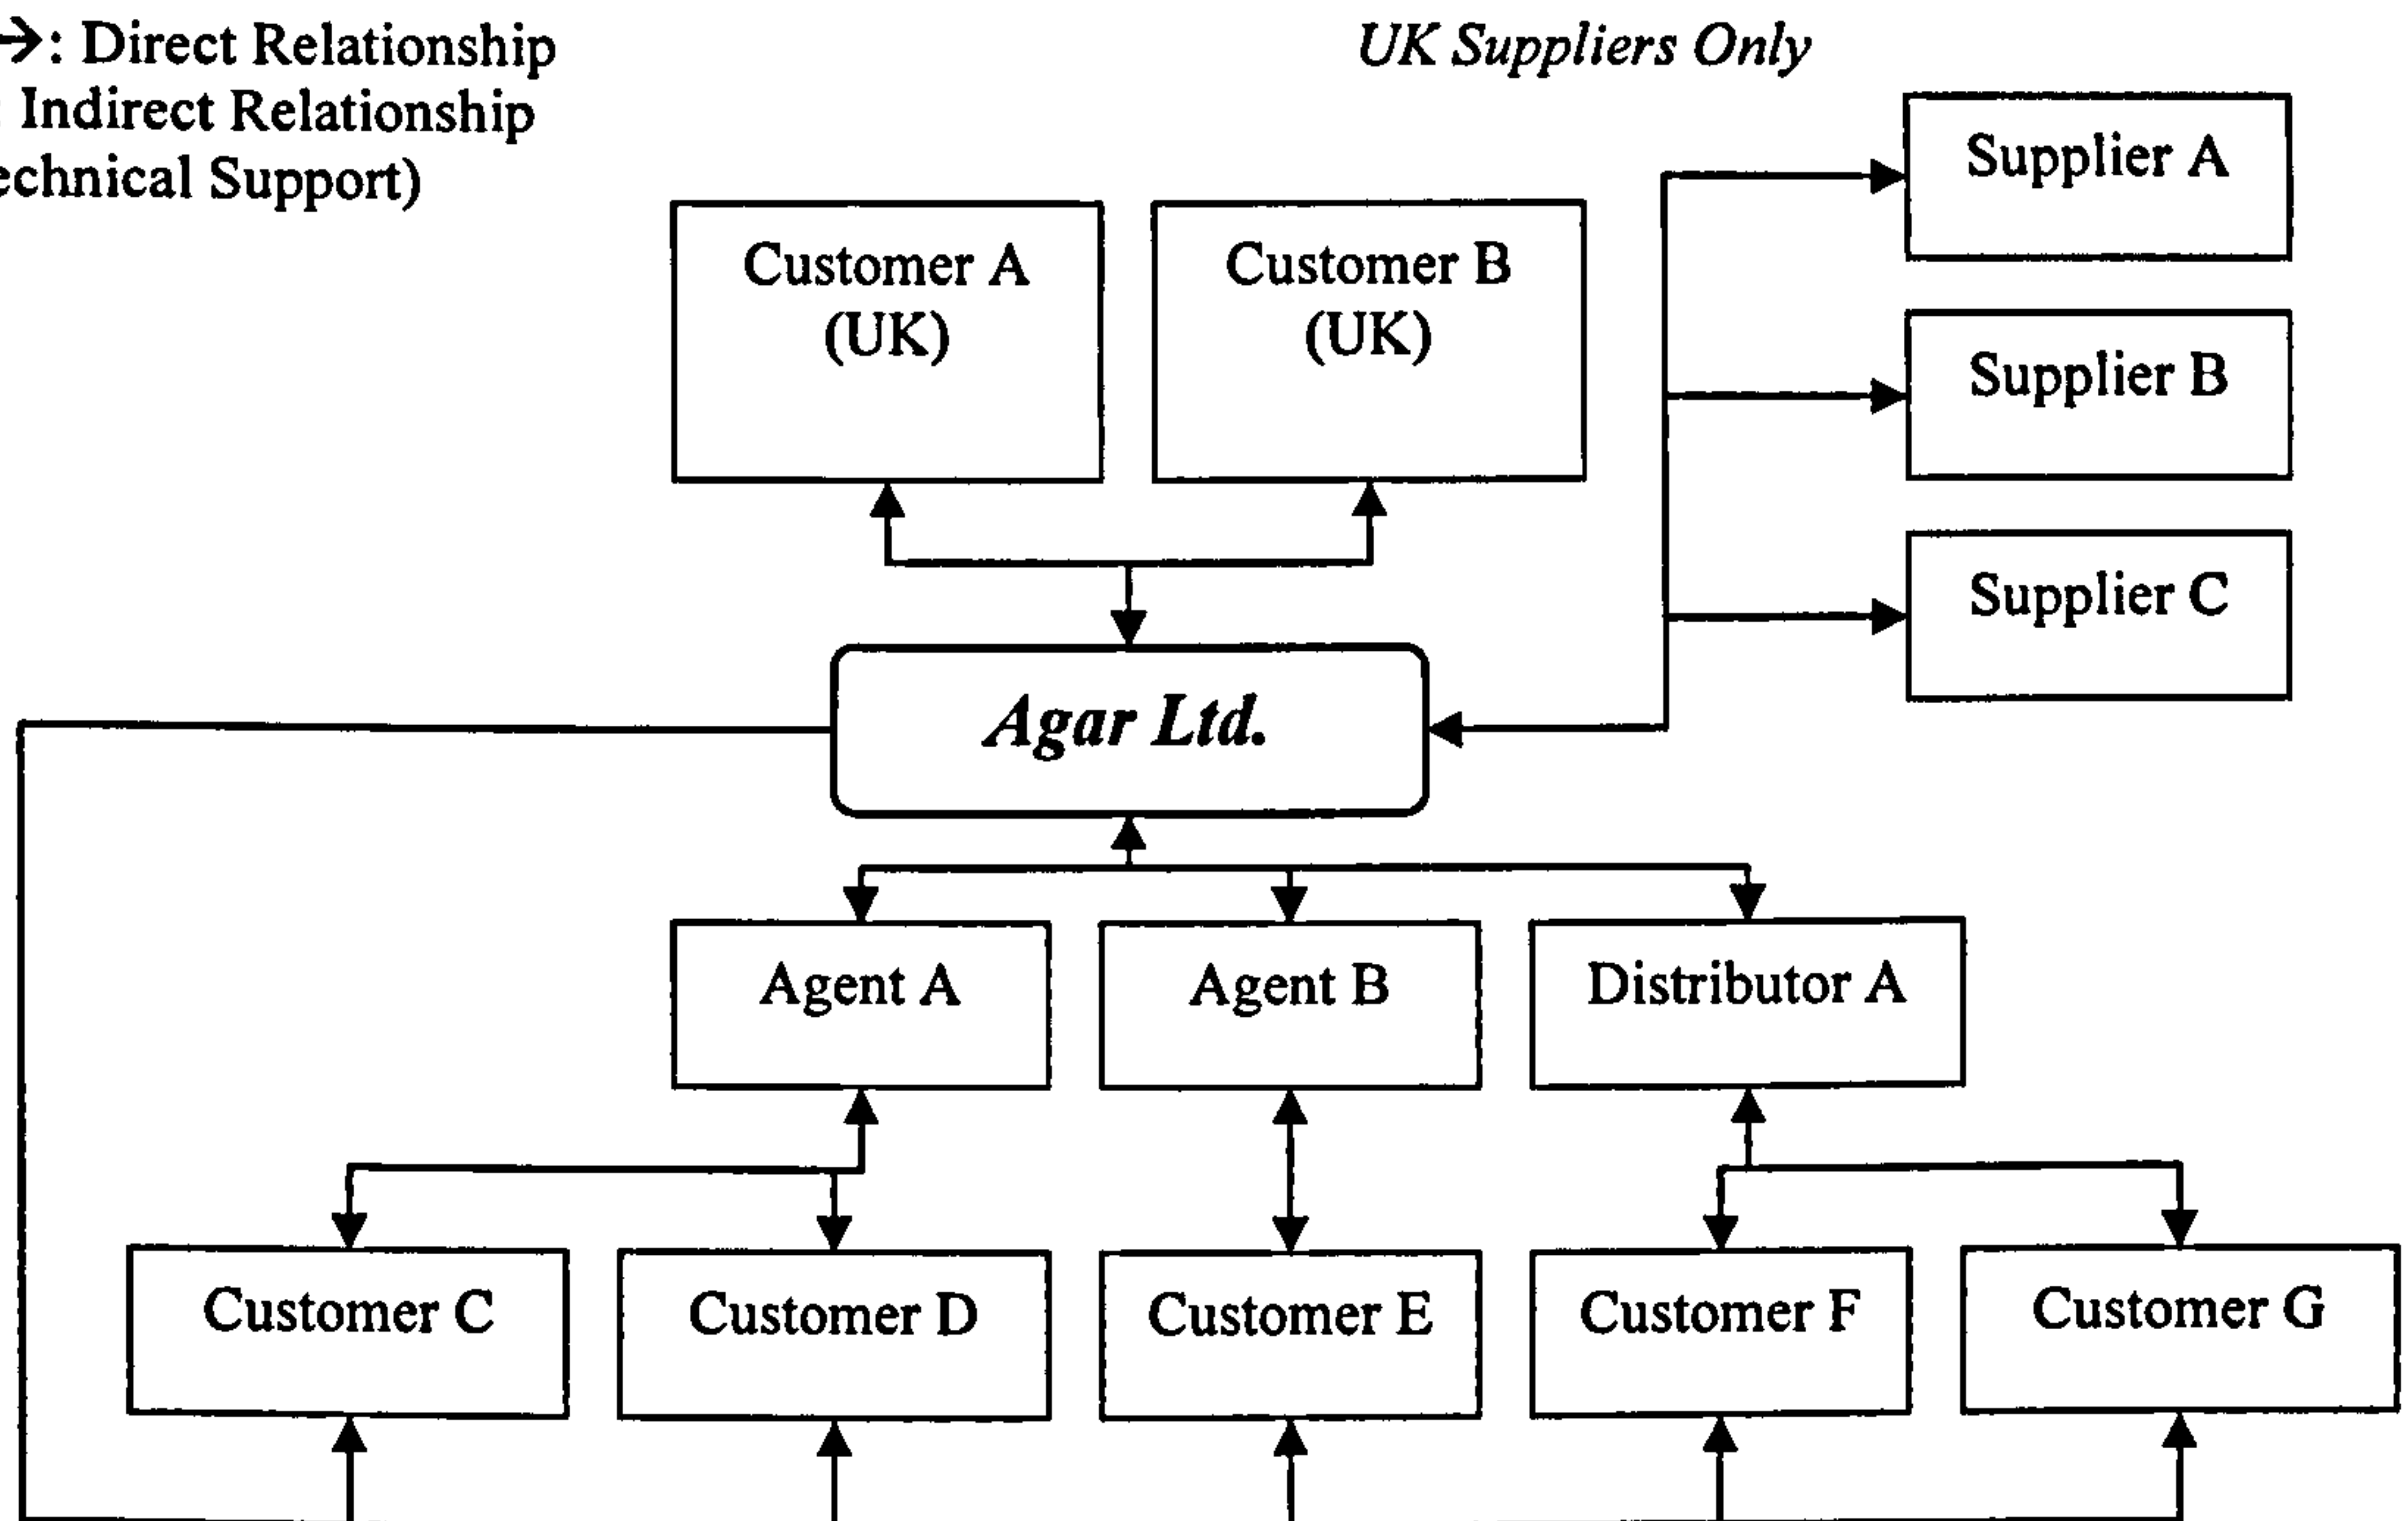 →: Direct Relationship
: Indirect Relationship
echnical Support)
UK Suppliers Only
Supplier A
Customer A
(UK)
Customer B
(UK)
Supplier B
Supplier C
Agar Ltd.
Agent A
Agent B
Distributor A
Customer C
Customer D
Customer E
Customer F
Customer G